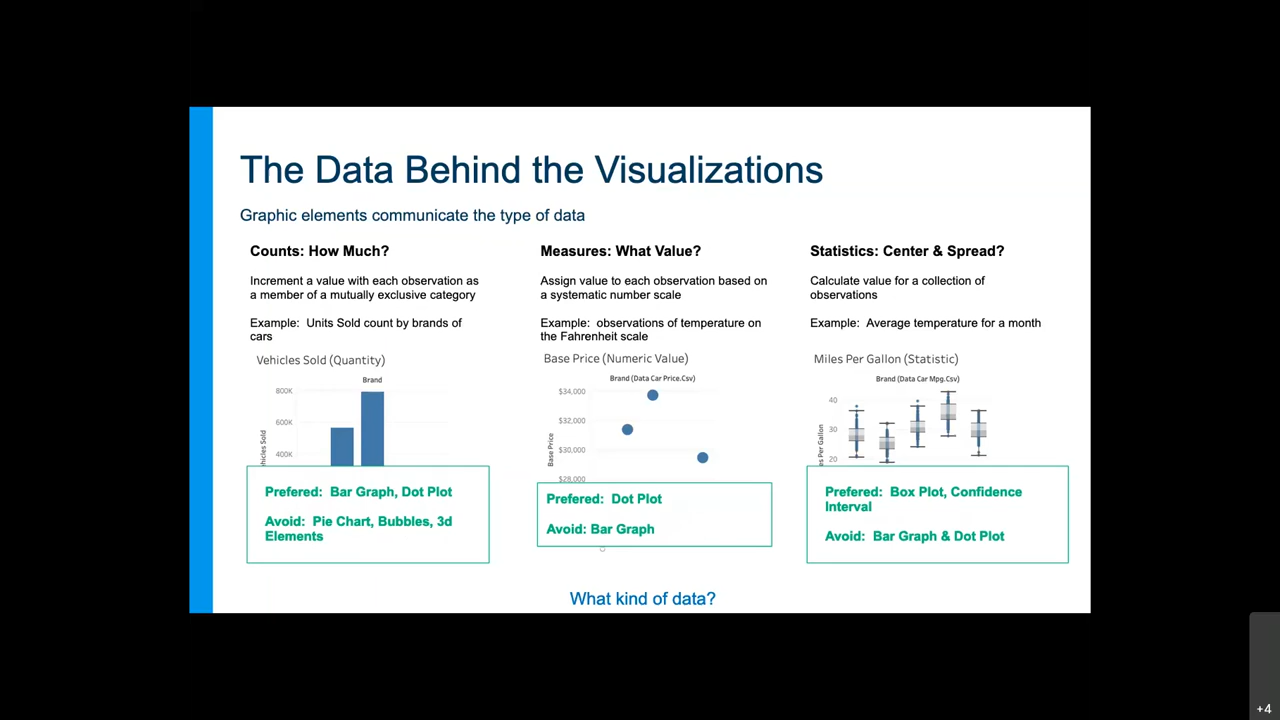 The Data Behind the Visualizations
Graphic elements communicate the type of data
Counts: How Much?
Increment a value with each observation as
a member of a mutually exclusive category
Example: Units Sold count by brands of
cars
Vehicles Sold (Quantity)
Brand
800K
600K
400K
Prefered: Bar Graph, Dot Plot
Avoid: Pie Chart, Bubbles, 3d
Elements
Measures: What Value?
Assign value to each observation based on
a systematic number scale
Example: observations of temperature on
the Fahrenheit scale
Base Price (Numeric Value)
Brand (Data Car Price.Csv)
$34,000
$32,000
$30,000
$28,000
Base Price
Prefered: Dot Plot
Avoid: Bar Graph
Statistics: Center & Spread?
Calculate value for a collection of
observations
Example: Average temperature for a month
Miles Per Gallon (Statistic)
Brand (Data Car Mpg.Csv)
40
30
20
Per Gallon
Prefered: Box Plot, Confidence
Interval
Avoid: Bar Graph & Dot Plot
What kind of data?
+4